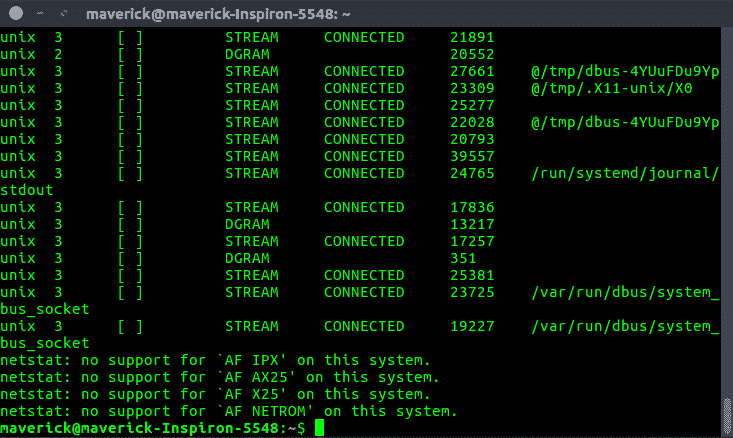 maverick@maverick-Inspiron-5548: ~
unix  3      [ ]         STREAM     CONNECTED     21891
unix  2      [ ]         DGRAM                    20552
unix  3      [ ]         STREAM     CONNECTED     27661    @/tmp/dbus-4YUuFDu9Yp
unix  3      [ ]         STREAM     CONNECTED     23309    @/tmp/.X11-unix/X0
unix  3      [ ]         STREAM     CONNECTED     25277
unix  3      [ ]         STREAM     CONNECTED     22028    @/tmp/dbus-4YUuFDu9Yp
unix  3      [ ]         STREAM     CONNECTED     20793
unix  3      [ ]         STREAM     CONNECTED     39557
unix  3      [ ]         STREAM     CONNECTED     24765    /run/systemd/journal/
stdout
unix  3      [ ]         STREAM     CONNECTED     17836
unix  3      [ ]         DGRAM                    13217
unix  3      [ ]         STREAM     CONNECTED     17257
unix  3      [ ]         DGRAM                    351
unix  3      [ ]         STREAM     CONNECTED     25381
unix  3      [ ]         STREAM     CONNECTED     23725    /var/run/dbus/system_
bus_socket
unix  3      [ ]         STREAM     CONNECTED     19227    /var/run/dbus/system_
bus_socket
netstat: no support for `AF IPX' on this system.
netstat: no support for `AF AX25' on this system.
netstat: no support for `AF X25' on this system.
netstat: no support for `AF NETROM' on this system.
maverick@maverick-Inspiron-5548:~$